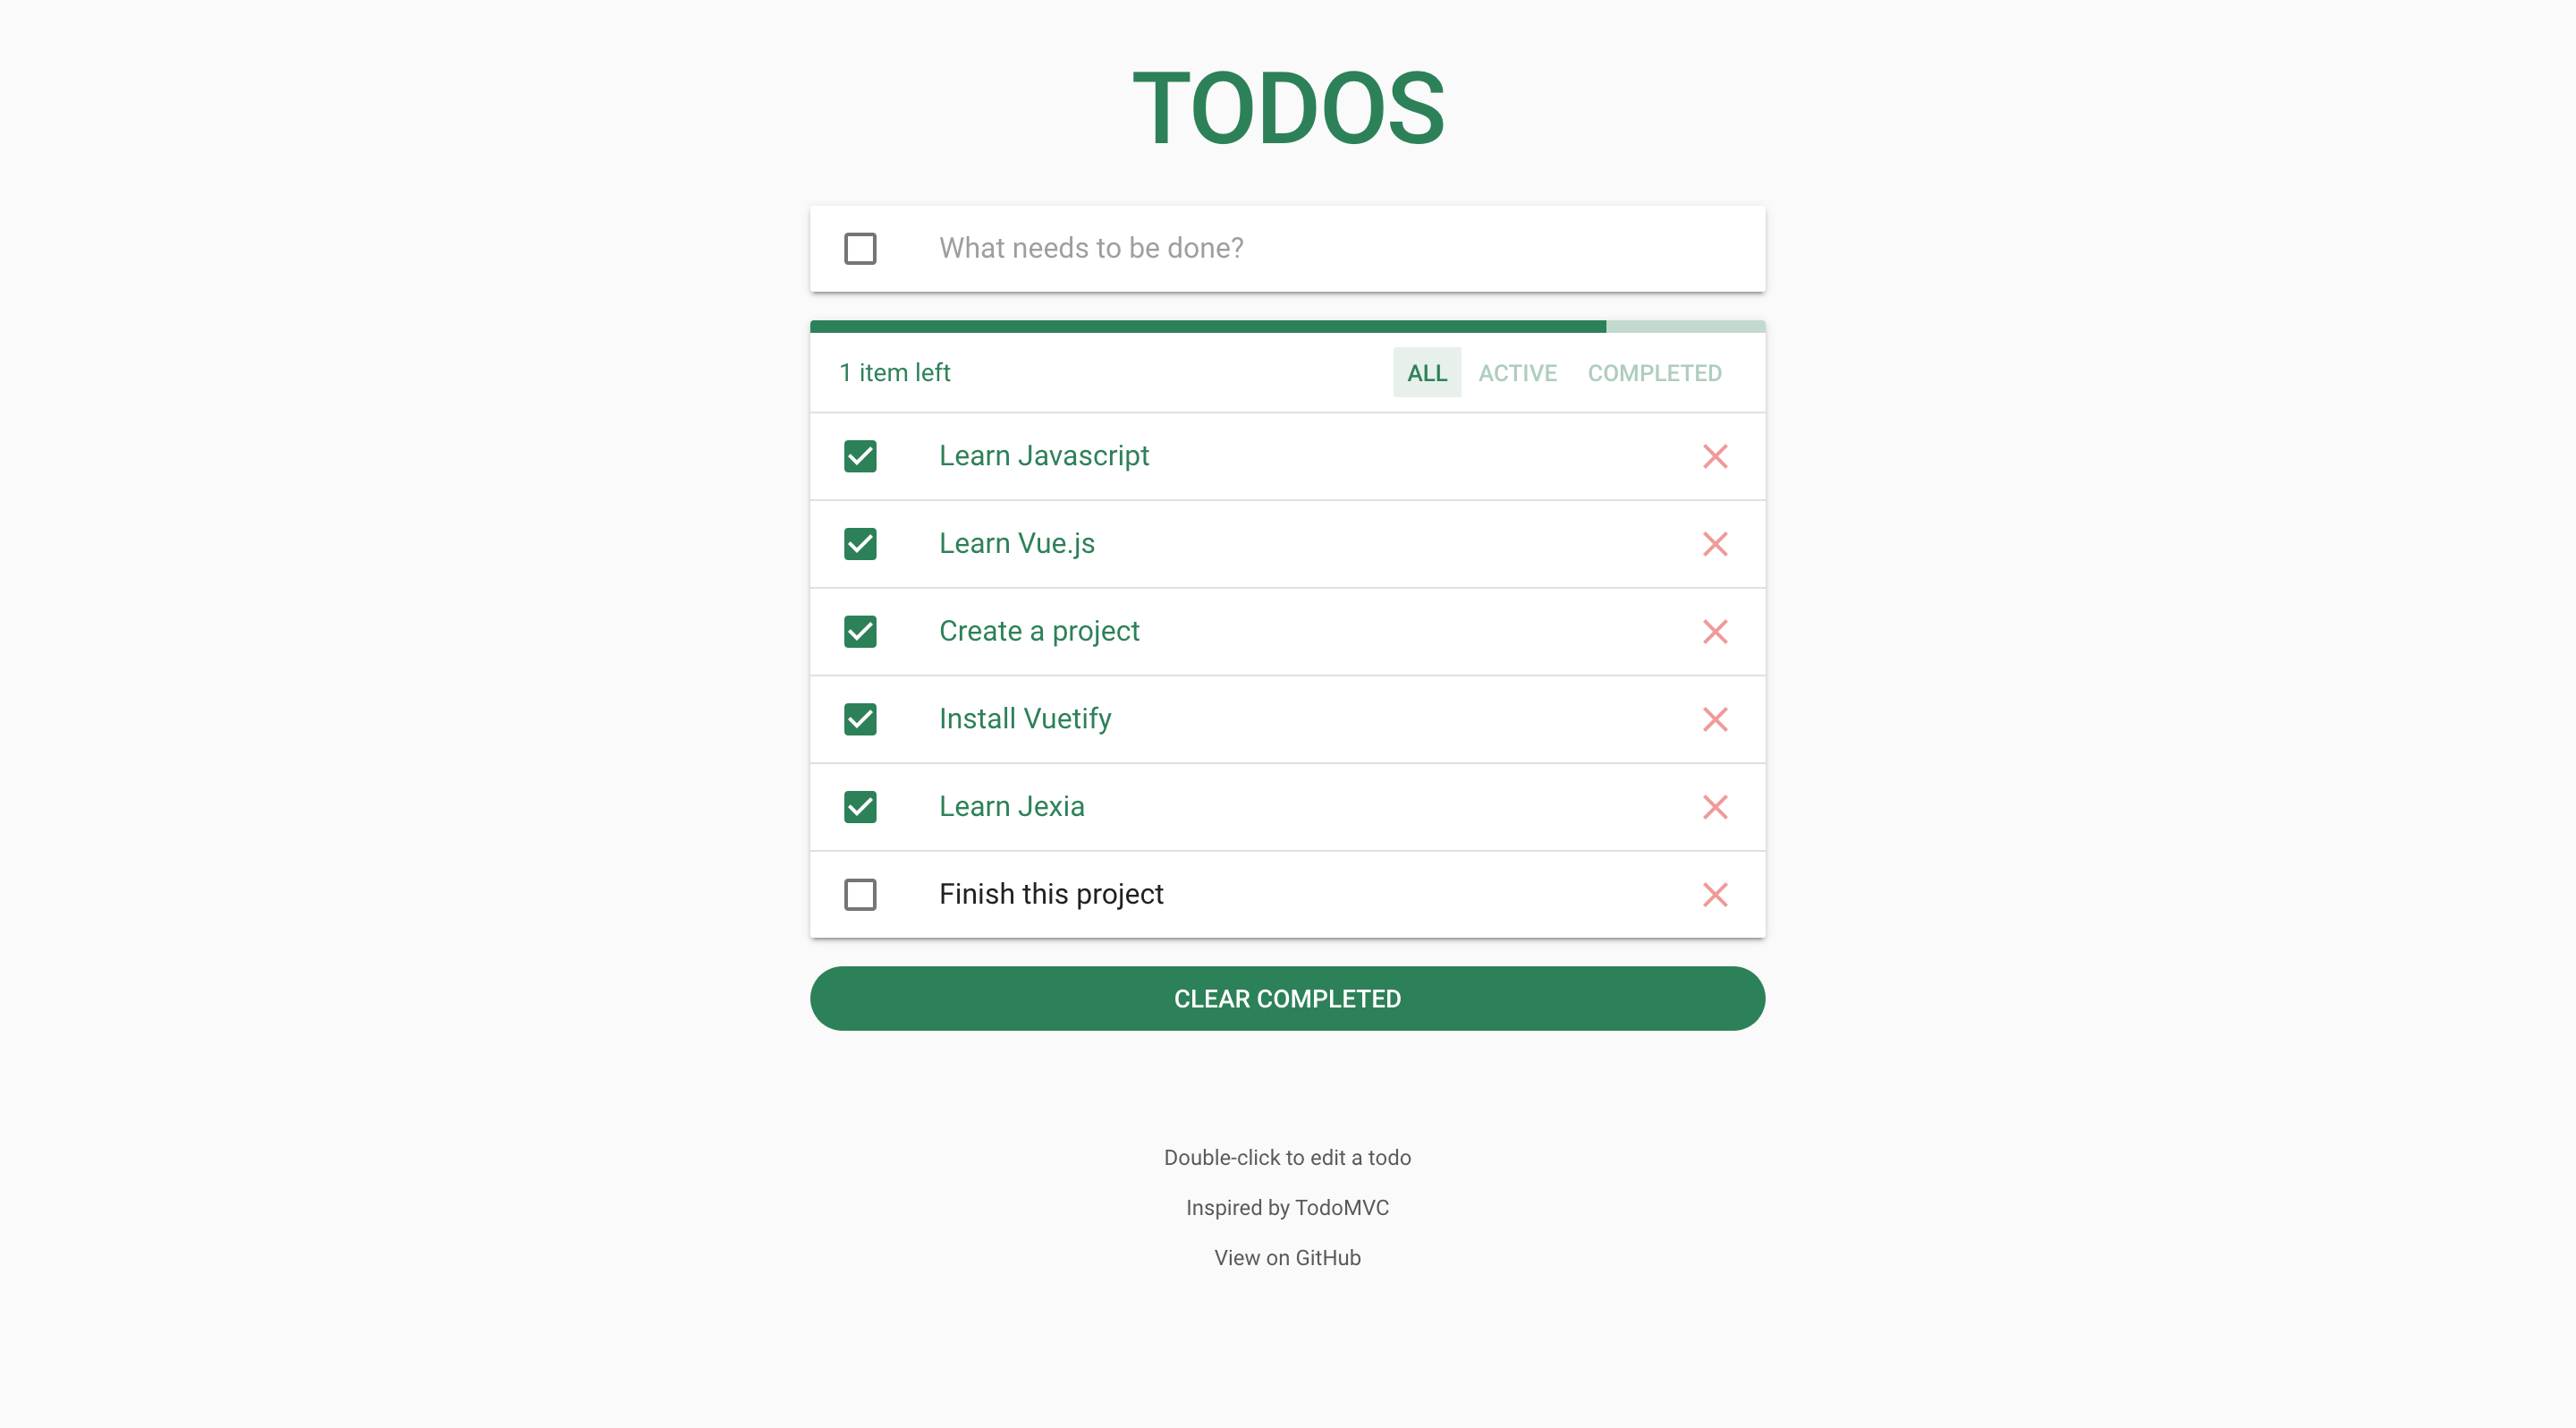 TODOS
What needs to be done?
1 item left ALL ACTIVE COMPLETED
Learn Javascript
Learn Vue.js
Create a project
Install Vuetify
Learn Jexia
Finish this project
CLEAR COMPLETED
Double-click to edit a todo
Inspired by TodoMVC
View on GitHub